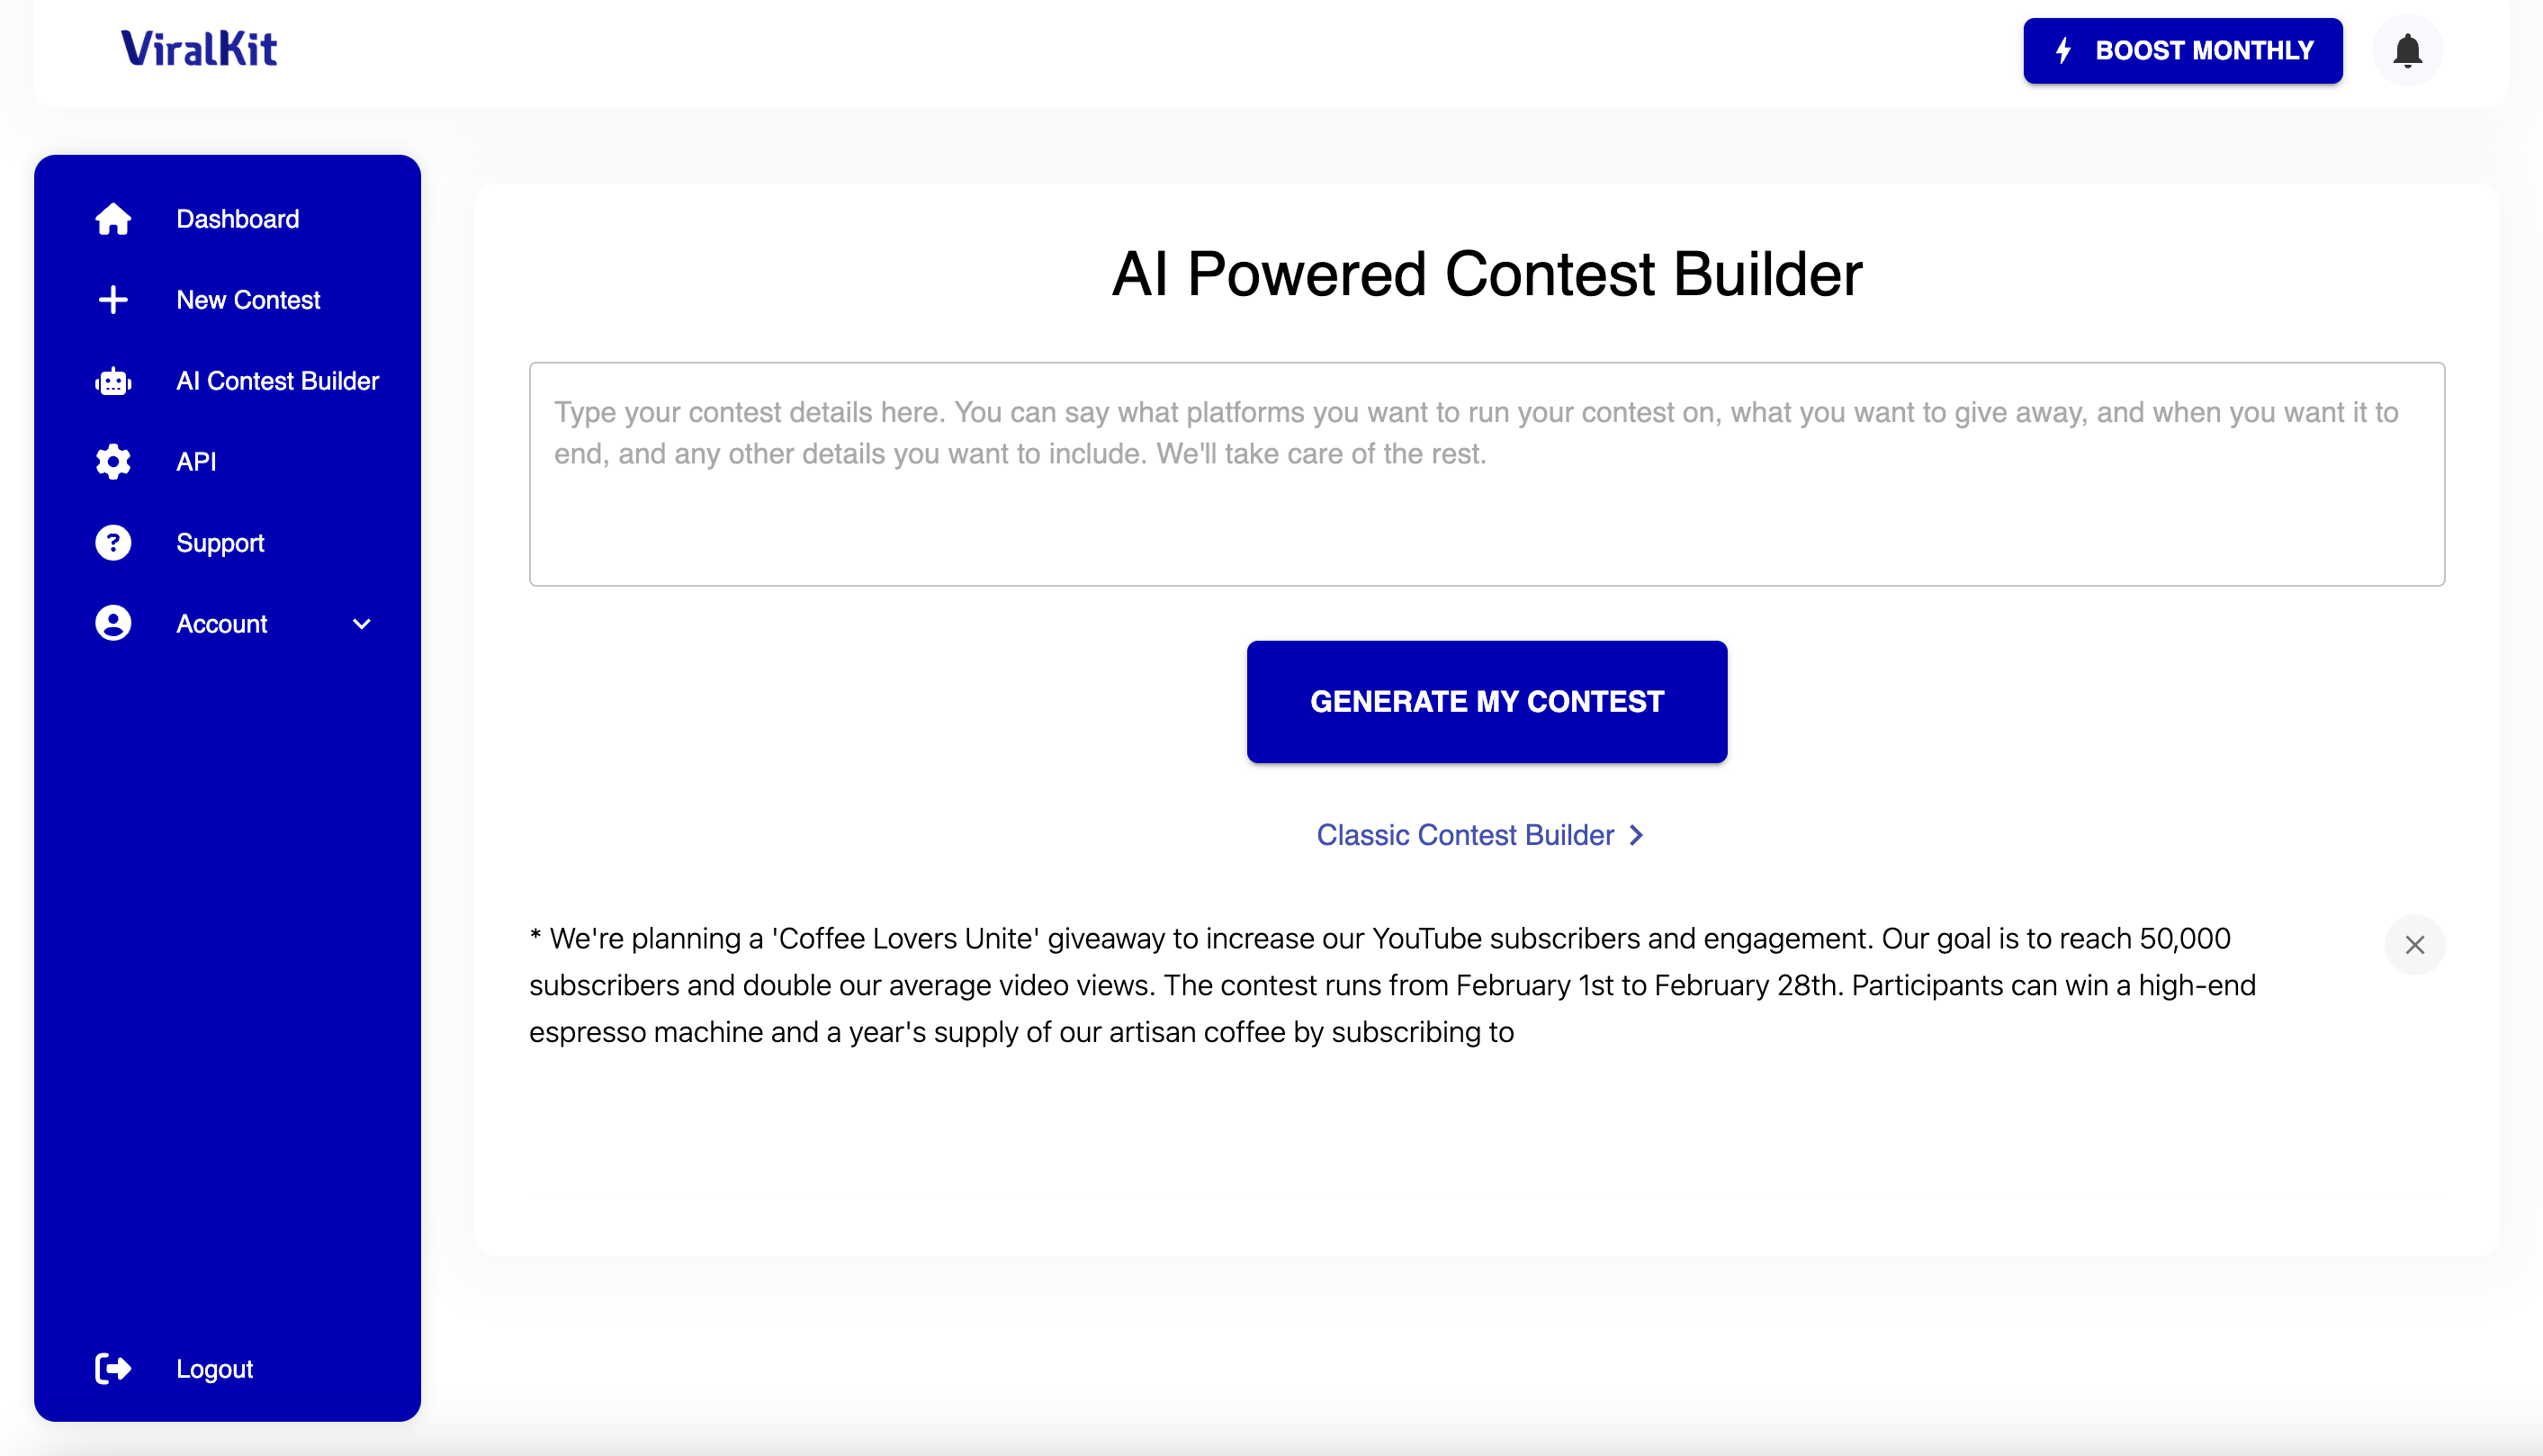 ViralKit
BOOST MONTHLY
Dashboard
New Contest
AI Contest Builder
API
Support
Account
Logout
AI Powered Contest Builder
Type your contest details here. You can say what platforms you want to run your contest on, what you want to give away, and when you want it to
end, and any other details you want to include. We'll take care of the rest.
GENERATE MY CONTEST
Classic Contest Builder
* We're planning a 'Coffee Lovers Unite' giveaway to increase our YouTube subscribers and engagement. Our goal is to reach 50,000
subscribers and double our average video views. The contest runs from February 1st to February 28th. Participants can win a high-end
espresso machine and a year's supply of our artisan coffee by subscribing to